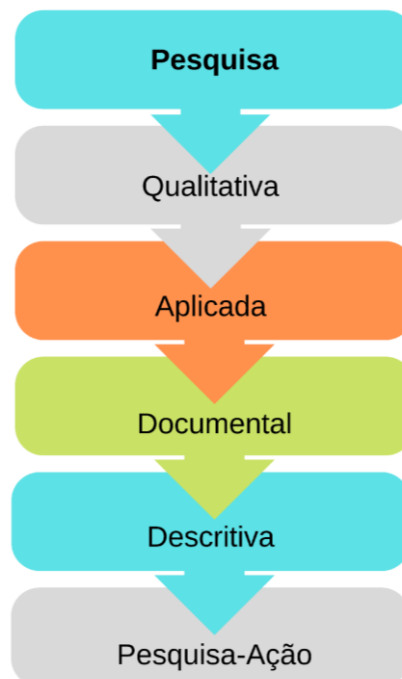 Pesquisa
Qualitativa
Aplicada
Documental
Descritiva
Pesquisa-Ação